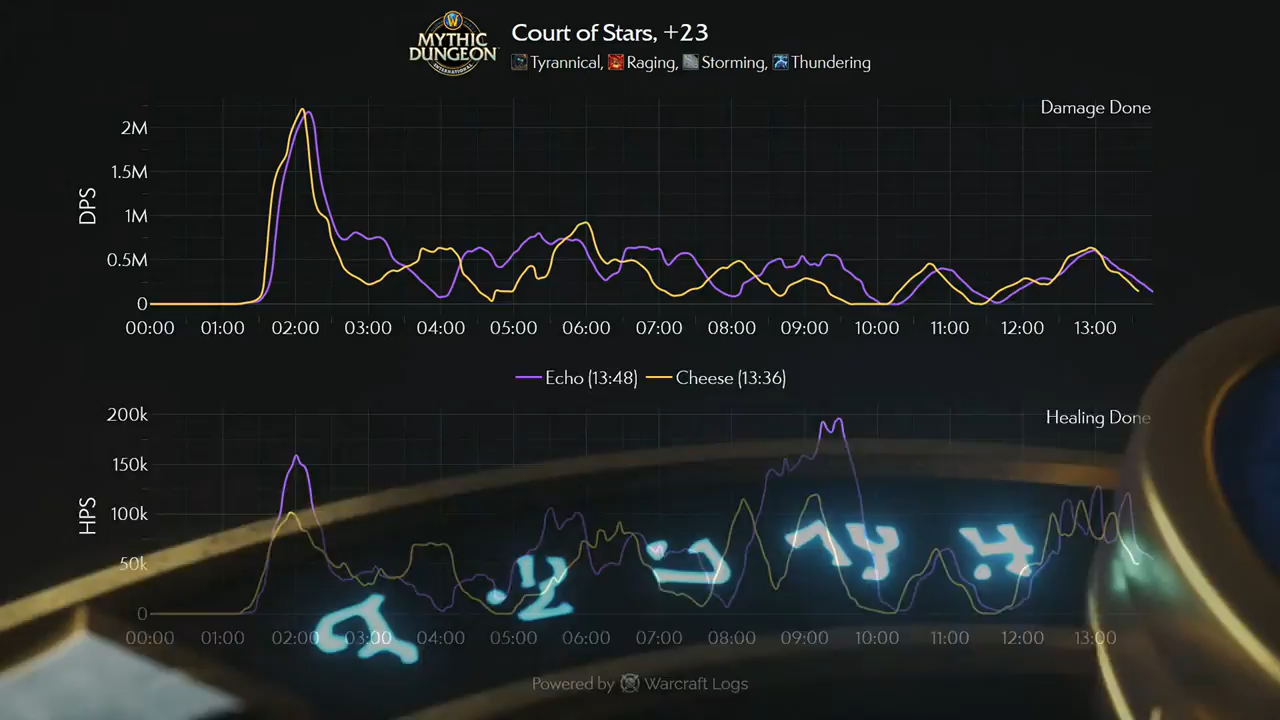 MYTHIC
DUNGEON
INTERNATIONAL
Court of Stars, +23
Tyrannical, Raging, Storming, Thundering
Damage Done
DPS
2M
1.5M
1M
0.5M
0
00:00 01:00 02:00 03:00 04:00 05:00 06:00 07:00 08:00 09:00 10:00 11:00 12:00 13:00
Echo (13:48) Cheese (13:36)
Healing Done
HPS
200k
150k
100k
50k
0
00:00 01:00 02:00 03:00 04:00 05:00 06:00 07:00 08:00 09:00 10:00 11:00 12:00 13:00
Powered by Warcraft Logs